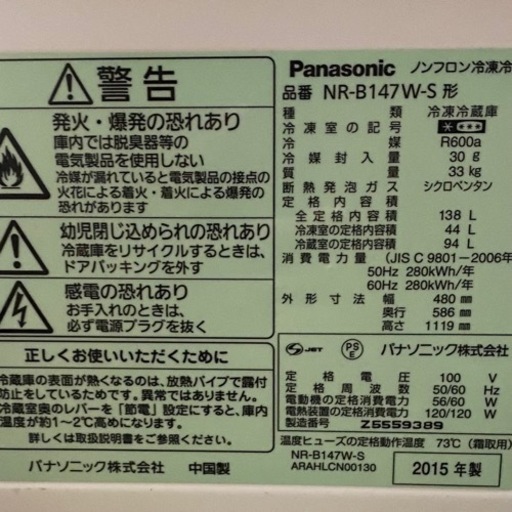 警告
発火・爆発の恐れあり
庫内では脱臭器等の
電気製品を使用しない
冷媒が漏れていると電気製品の接点の
火花による着火・着火による爆発の
恐れあり
幼児閉じ込められの恐れあり
冷蔵庫をリサイクルするときは、
ドアパッキングを外す
感電の恐れあり
お手入れのときは、
必ず電源プラグを抜く
正しくお使いいただくために
冷蔵庫の表面が熱くなるのは、放熱パイプで露付
防止をしているためです。異常ではありません。
冷蔵室奥のレバーを「節電」設定にすると、庫内
温度が約1~2℃高めになります。
詳しくは取扱説明書をご覧ください
パナソニック株式会社 中国製
Panasonic ノンフロン冷凍冷
品番 NR-B147W-S 形
種類 冷凍冷蔵庫
冷凍室の記号
冷媒 R600a
冷媒封入量 30 g
質量 33 kg
断熱発泡ガス シクロペンタン
定格内容積
全定格内容積 138 L
冷凍室の定格内容積 44 L
冷蔵室の定格内容積 94 L
消費電力量 (JIS C 9801-2006年
50Hz 280kWh/年
60Hz 280kWh/年
外形寸法 幅 480 mm
奥行 586 mm
高さ 1119 mm
JET PSE パナソニック株式会社
定格電圧 100 V
定格周波数 50/60 Hz
電動機の定格消費電力 56/60 W
電熱装置の定格消費電力 120/120 W
製造番号 Z5559389
温度ヒューズの定格動作温度 73℃ (霜取用)
NR-B147W-S
ARAHLCN00130
2015 年製